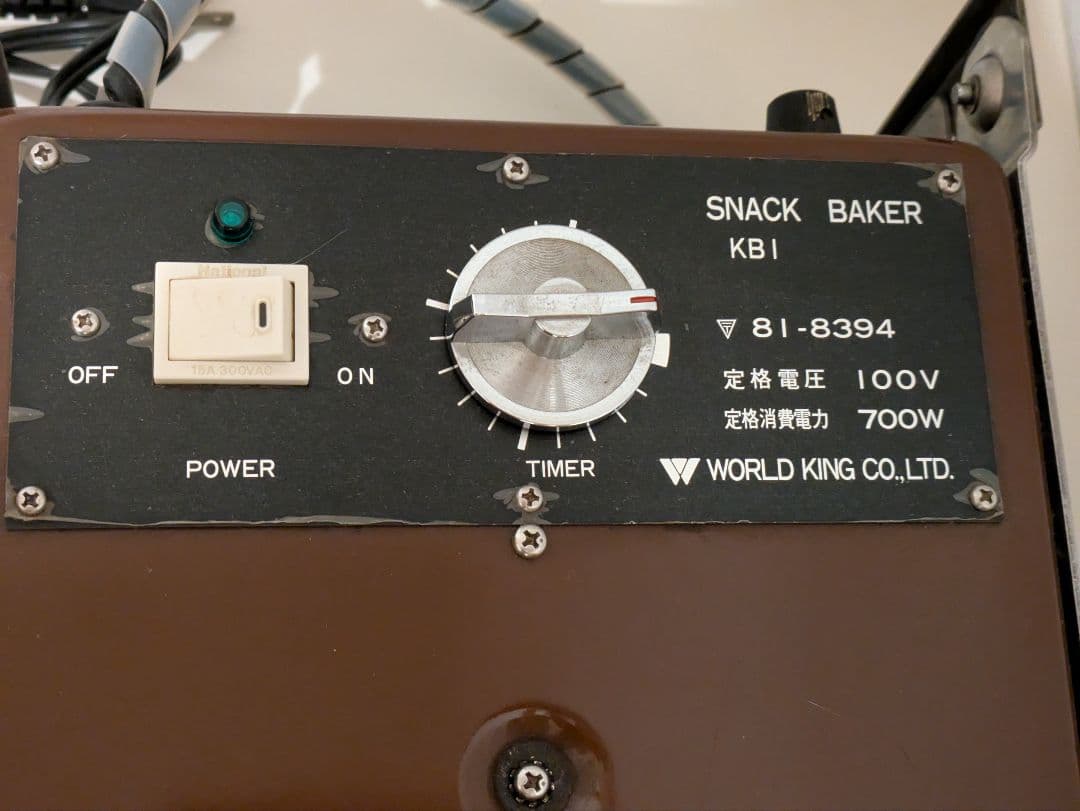 SNACK BAKER
KB1
81-8394
定格電圧 100V
定格消費電力 700W
WORLD KING CO.,LTD.
National
15A 300VAC
OFF
ON
POWER
TIMER